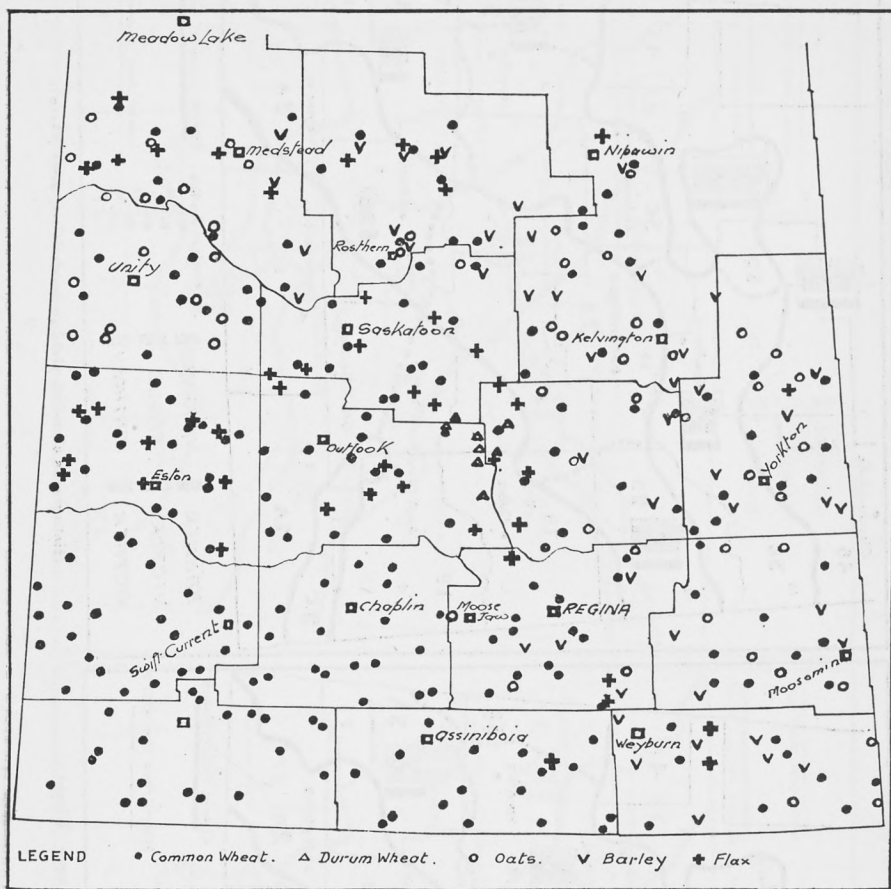 Meadow Lake
Medstead
Nipawin
Rosthern
Unity
Saskatoon
Kelvington
Outlook
Yorkton
Eston
Chaplin
Moose Jaw
REGINA
Swift Current
Moosomin
Assiniboia
Weyburn
LEGEND Common Wheat. Durum Wheat. Oats. Barley Flax